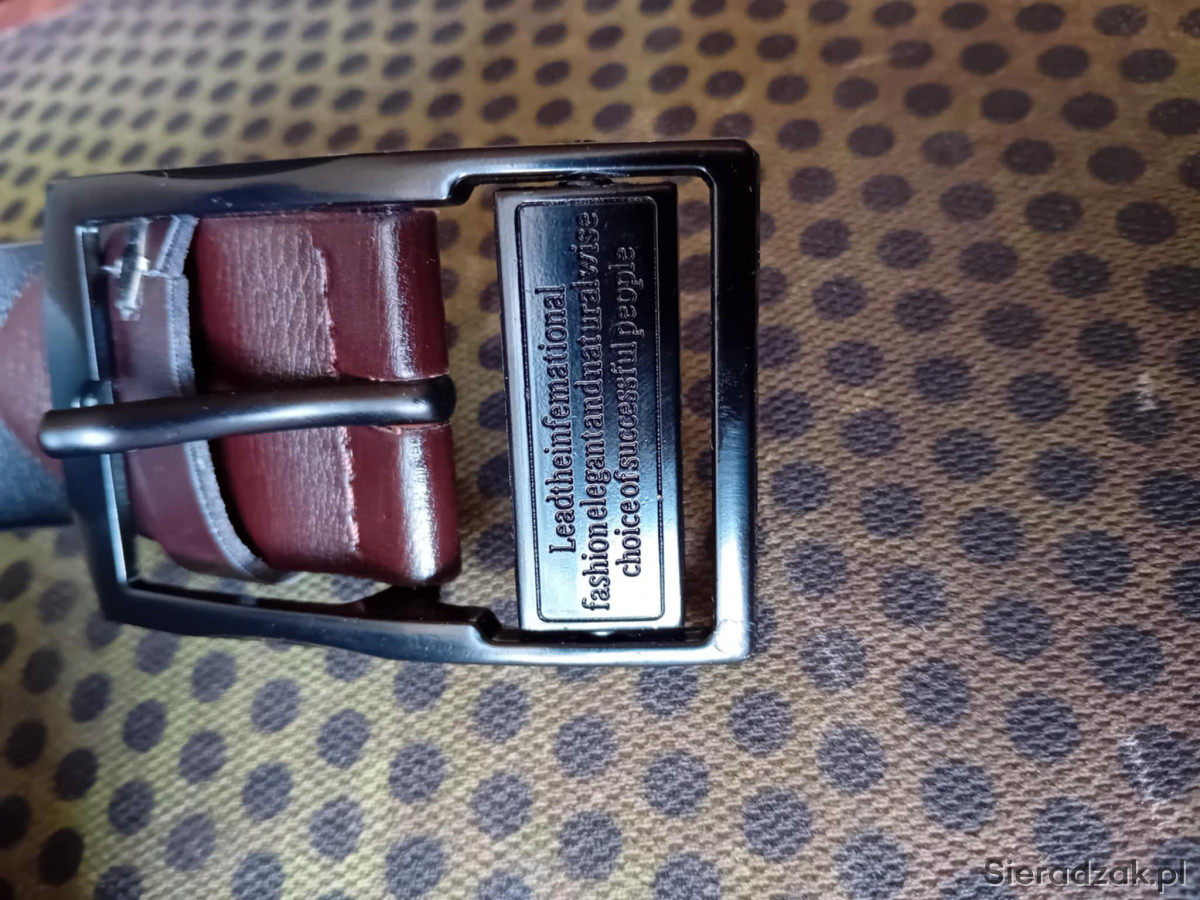 Leadtheinfemational
fashionelegantandnaturalwise
choiceofsuccessful people
Sieradzak.pl